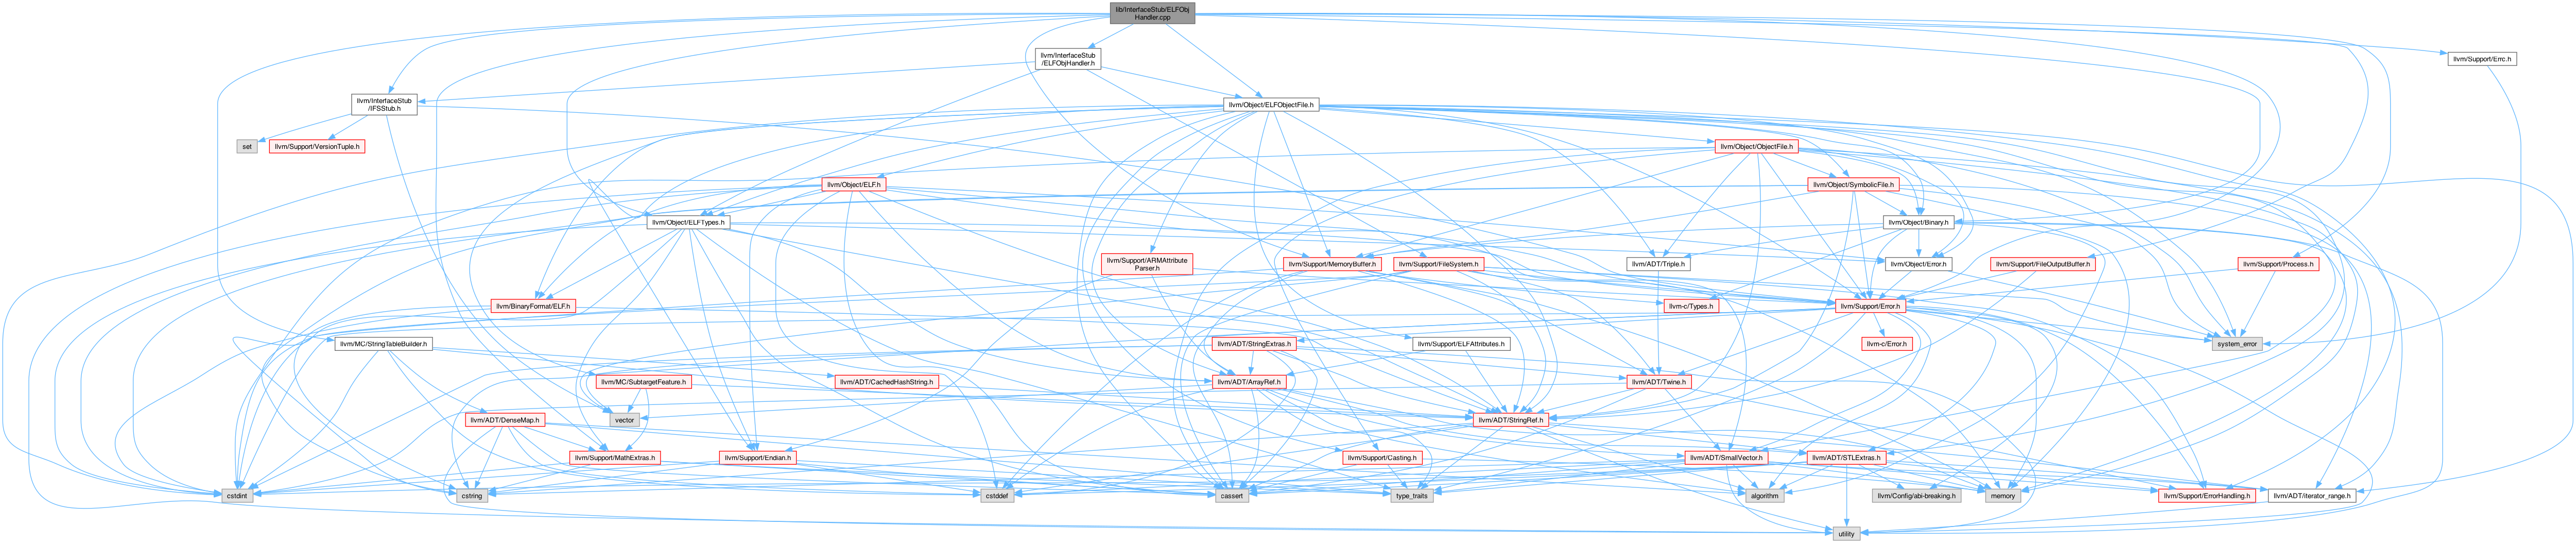 lib/InterfaceStub/ELFObj
Handler.cpp
llvm/InterfaceStub
/ELFObjHandler.h
llvm/Support/Errc.h
llvm/InterfaceStub
/IFSStub.h
llvm/Object/ELFObjectFile.h
set
llvm/Support/VersionTuple.h
llvm/Object/ObjectFile.h
llvm/Object/ELF.h
llvm/Object/SymbolicFile.h
llvm/Object/ELFTypes.h
llvm/Object/Binary.h
llvm/Support/ARMAttribute
Parser.h
llvm/Support/MemoryBuffer.h
llvm/Support/FileSystem.h
llvm/ADT/Triple.h
llvm/Object/Error.h
llvm/Support/FileOutputBuffer.h
llvm/Support/Process.h
llvm/BinaryFormat/ELF.h
llvm-c/Types.h
llvm/Support/Error.h
llvm/MC/StringTableBuilder.h
llvm/ADT/StringExtras.h
llvm/Support/ELFAttributes.h
llvm-c/Error.h
system_error
llvm/MC/SubtargetFeature.h
llvm/ADT/CachedHashString.h
llvm/ADT/ArrayRef.h
llvm/ADT/Twine.h
llvm/ADT/DenseMap.h
vector
llvm/ADT/StringRef.h
llvm/Support/MathExtras.h
llvm/Support/Endian.h
llvm/Support/Casting.h
llvm/ADT/SmallVector.h
llvm/ADT/STLExtras.h
cstdint
cstring
cstddef
cassert
type_traits
algorithm
llvm/Config/abi-breaking.h
memory
llvm/Support/ErrorHandling.h
llvm/ADT/iterator_range.h
utility